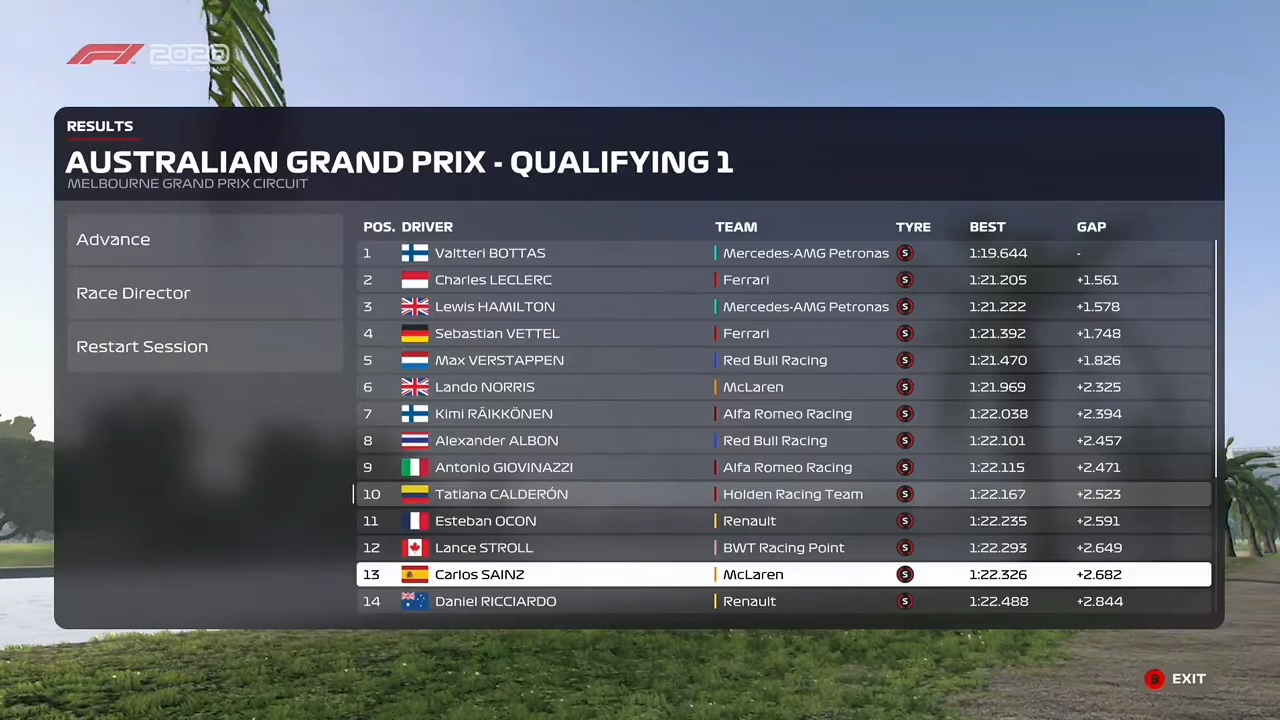 F1 2020
RESULTS
AUSTRALIAN GRAND PRIX - QUALIFYING 1
MELBOURNE GRAND PRIX CIRCUIT
Advance
Race Director
Restart Session
POS. DRIVER TEAM TYRE BEST GAP
1 Valtteri BOTTAS Mercedes-AMG Petronas S 1:19.644 -
2 Charles LECLERC Ferrari S 1:21.205 +1.561
3 Lewis HAMILTON Mercedes-AMG Petronas S 1:21.222 +1.578
4 Sebastian VETTEL Ferrari S 1:21.392 +1.748
5 Max VERSTAPPEN Red Bull Racing S 1:21.470 +1.826
6 Lando NORRIS McLaren S 1:21.969 +2.325
7 Kimi RÄIKKÖNEN Alfa Romeo Racing S 1:22.038 +2.394
8 Alexander ALBON Red Bull Racing S 1:22.101 +2.457
9 Antonio GIOVINAZZI Alfa Romeo Racing S 1:22.115 +2.471
10 Tatiana CALDERÓN Holden Racing Team S 1:22.167 +2.523
11 Esteban OCON Renault S 1:22.235 +2.591
12 Lance STROLL BWT Racing Point S 1:22.293 +2.649
13 Carlos SAINZ McLaren S 1:22.326 +2.682
14 Daniel RICCIARDO Renault S 1:22.488 +2.844
B EXIT